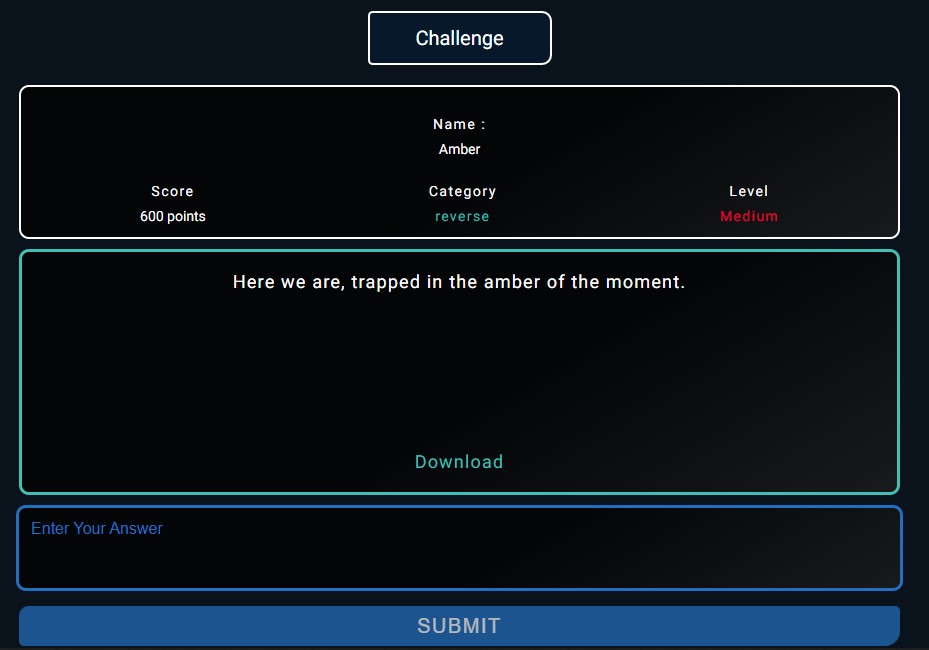 Challenge
Name :
Amber
Score
Category
Level
600 points
reverse
Medium
Here we are, trapped in the amber of the moment.
Download
Enter Your Answer
SUBMIT